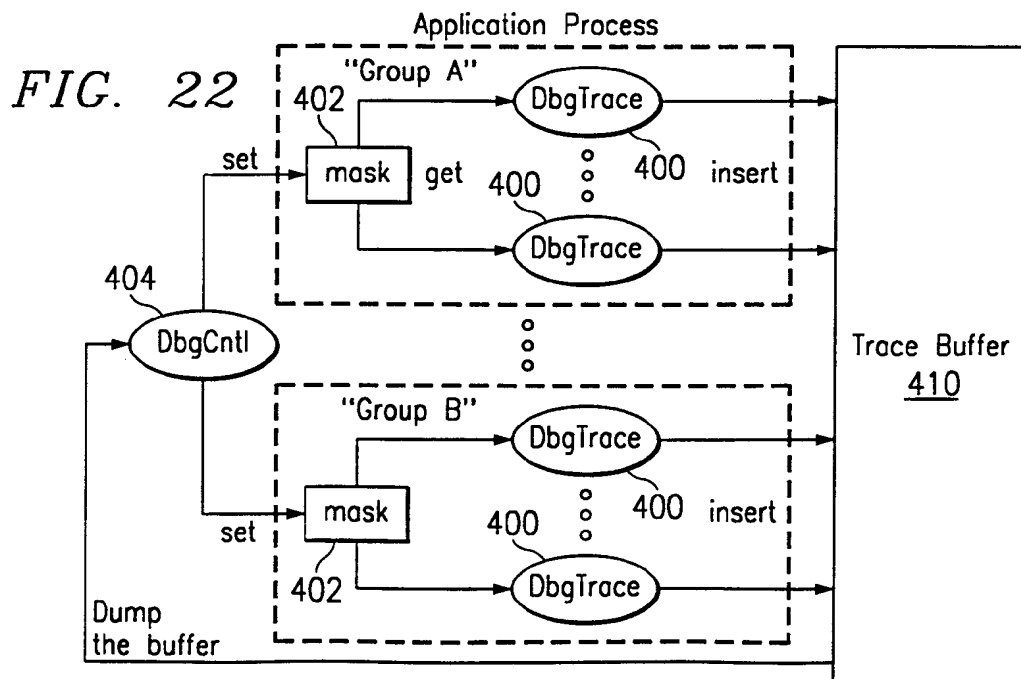 Application Process
FIG. 22
"Group A"
402
DbgTrace
set
mask
get
400
insert
400
DbgTrace
404
DbgCntl
Trace Buffer
410
"Group B"
DbgTrace
set
mask
400
insert
400
402
DbgTrace
Dump
the buffer